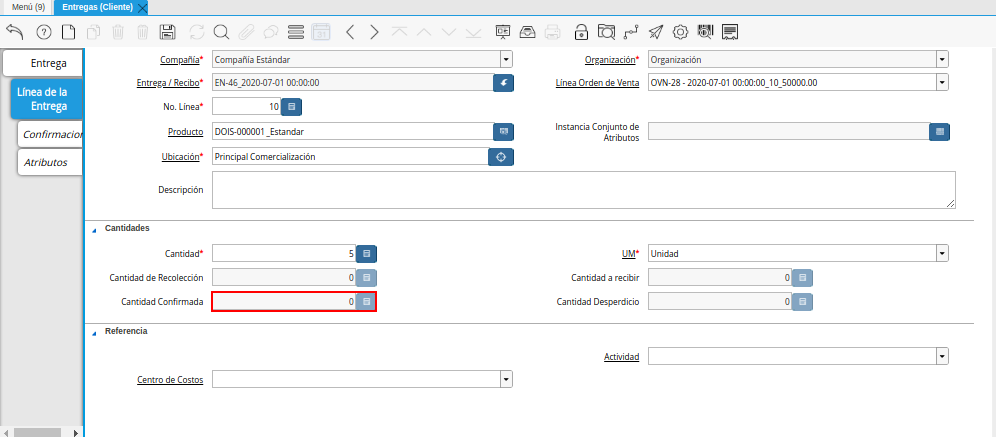 Menú (9)
Entregas (Cliente)
Entrega
Línea de la
Entrega
Confirmacion
Atributos
Compañía*
Compañía Estándar
Organización*
Organización
Entrega / Recibo*
EN-46_2020-07-01 00:00:00
Línea Orden de Venta
OVN-28 - 2020-07-01 00:00:00_10_50000.00
No. Línea*
10
Producto
DOIS-000001_Estandar
Instancia Conjunto de
Atributos
Ubicación*
Principal Comercialización
Descripción
Cantidades
Cantidad*
5
UM*
Unidad
Cantidad de Recolección
0
Cantidad a recibir
0
Cantidad Confirmada
0
Cantidad Desperdicio
0
Referencia
Actividad
Centro de Costos